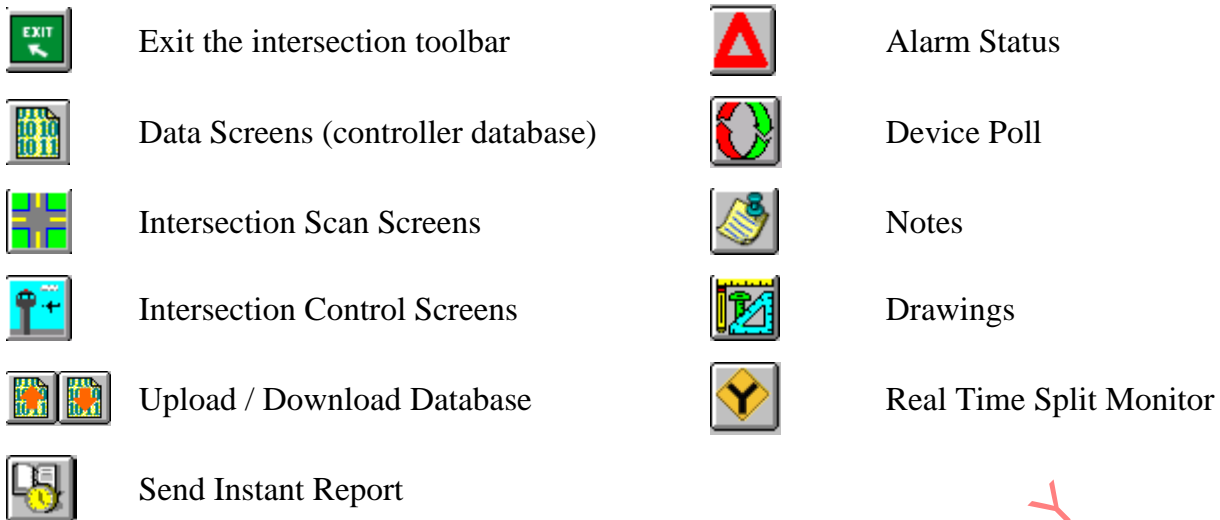 EXIT
Exit the intersection toolbar
Alarm Status
Data Screens (controller database)
Device Poll
Intersection Scan Screens
Notes
Intersection Control Screens
Drawings
Upload / Download Database
Real Time Split Monitor
Send Instant Report